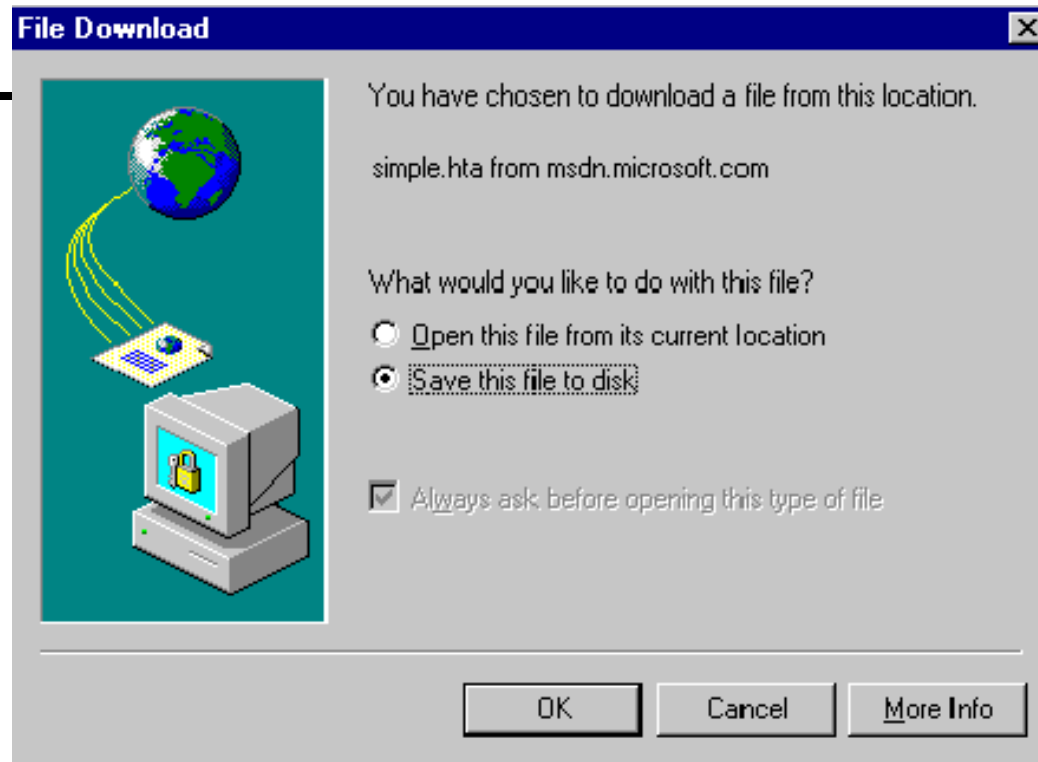 File Download
You have chosen to download a file from this location.
simple.hta from msdn.microsoft.com
What would you like to do with this file?
Open this file from its current location
Save this file to disk
Always ask before opening this type of file
OK Cancel More Info